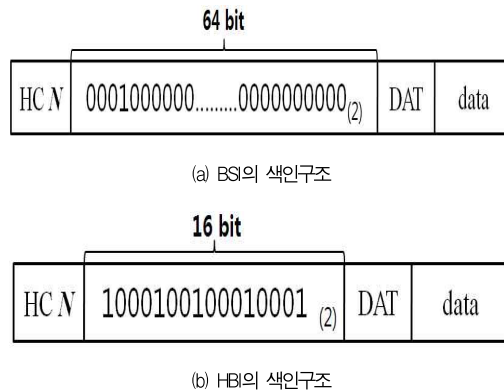 64 bit
HC N 0001000000.........0000000000(2) DAT data
(a) BSI의 색인구조
16 bit
HC N 1000100100010001 (2) DAT data
(b) HBI의 색인구조